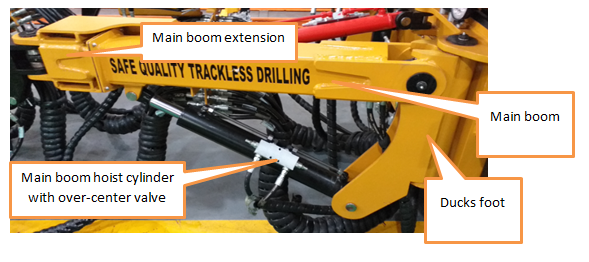 Main boom extension
SAFE QUALITY TRACKLESS DRILLING
Main boom
Main boom hoist cylinder
with over-center valve
Ducks foot